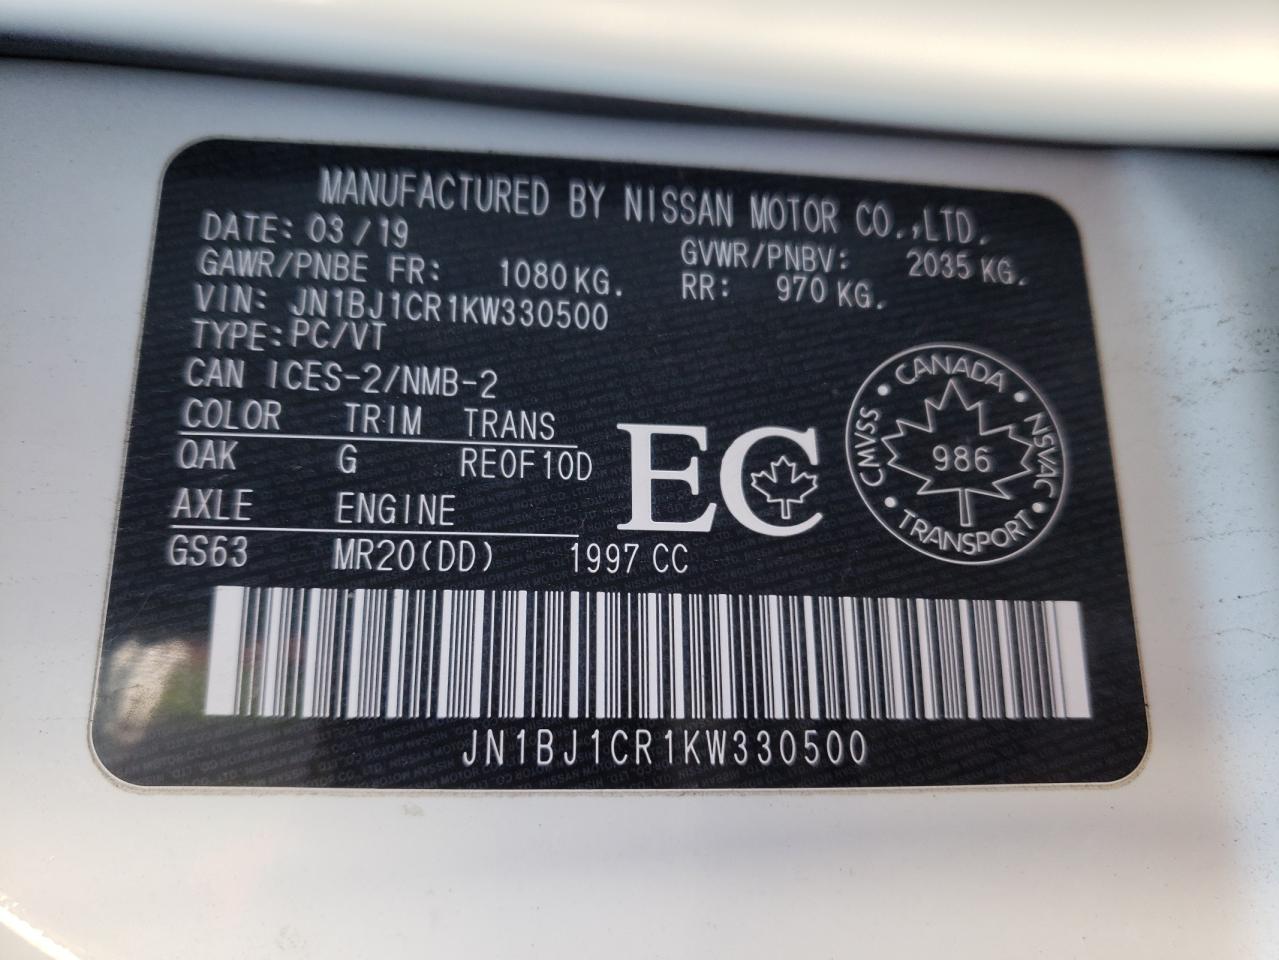 MANUFACTURED BY NISSAN MOTOR CO.,LTD.
DATE: 03/19
GVWR/PNBV: 2035 KG.
GAWR/PNBE FR: 1080 KG. RR: 970 KG.
VIN: JN1BJ1CR1KW330500
TYPE: PC/VT
CAN ICES-2/NMB-2
COLOR TRIM TRANS
QAK G RE0F10D
AXLE ENGINE
GS63 MR20(DD) 1997 CC
EC
CANADA
CMVSS
986
NSVAC
TRANSPORT
JN1BJ1CR1KW330500